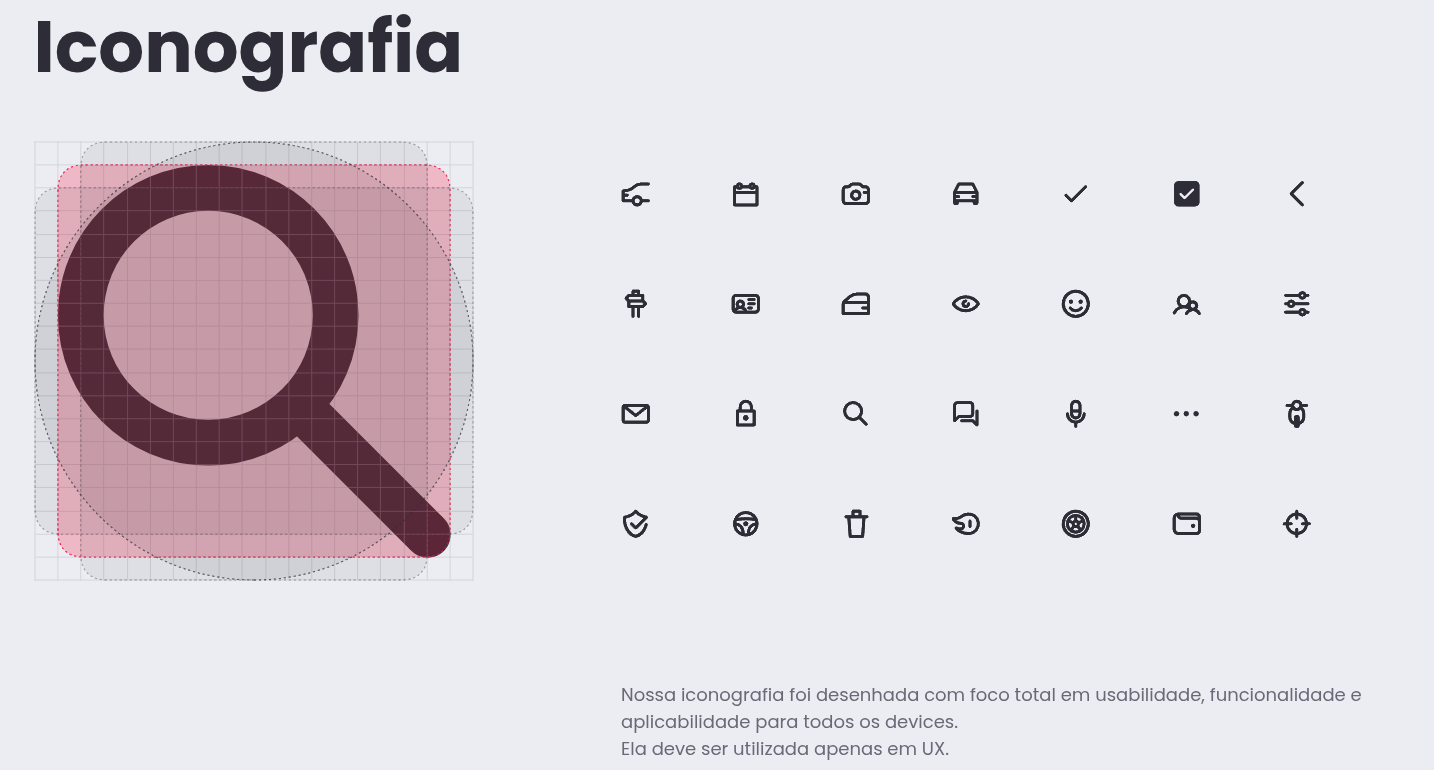 Iconografia
Nossa iconografia foi desenhada com foco total em usabilidade, funcionalidade e
aplicabilidade para todos os devices.
Ela deve ser utilizada apenas em UX.